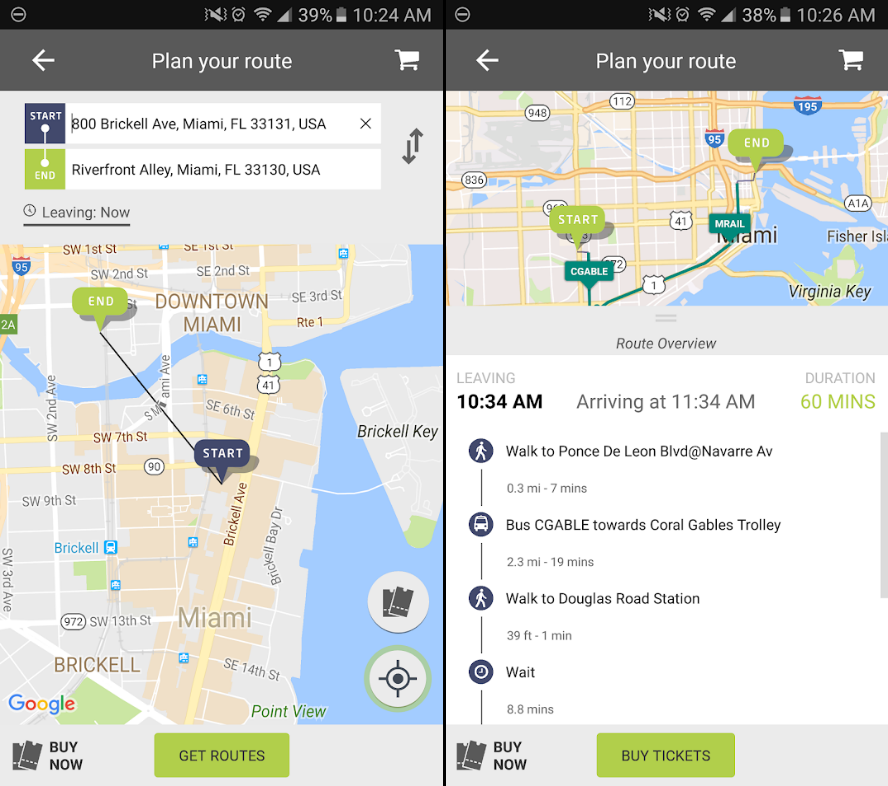 39% 10:24 AM
Plan your route
START
800 Brickell Ave, Miami, FL 33131, USA
END
Riverfront Alley, Miami, FL 33130, USA
Leaving: Now
SW 1st St
SE 1st St
95
SW 2nd St
SE 2nd St
END
DOWNTOWN
MIAMI
SE 3rd St
Rte 1
2A
1
41
SW 2nd Ave
S Miami Ave
SE 6th St
SW 7th St
START
Brickell Key
SW 8th St
90
SW 9th St
Brickell Ave
Brickell Bay Dr
Brickell
SW 3rd Ave
Miami
972
SW 13th St
BRICKELL
SE 14th St
Google
Point View
BUY
NOW
GET ROUTES
38% 10:26 AM
Plan your route
948
112
195
95
END
836
A1A
START
41
MRAIL
Miami
Fisher Isl
CGABLE
972
1
Virginia Key
Route Overview
LEAVING
DURATION
10:34 AM
Arriving at 11:34 AM
60 MINS
Walk to Ponce De Leon Blvd@Navarre Av
0.3 mi - 7 mins
Bus CGABLE towards Coral Gables Trolley
2.3 mi - 19 mins
Walk to Douglas Road Station
39 ft - 1 min
Wait
8.8 mins
BUY
NOW
BUY TICKETS